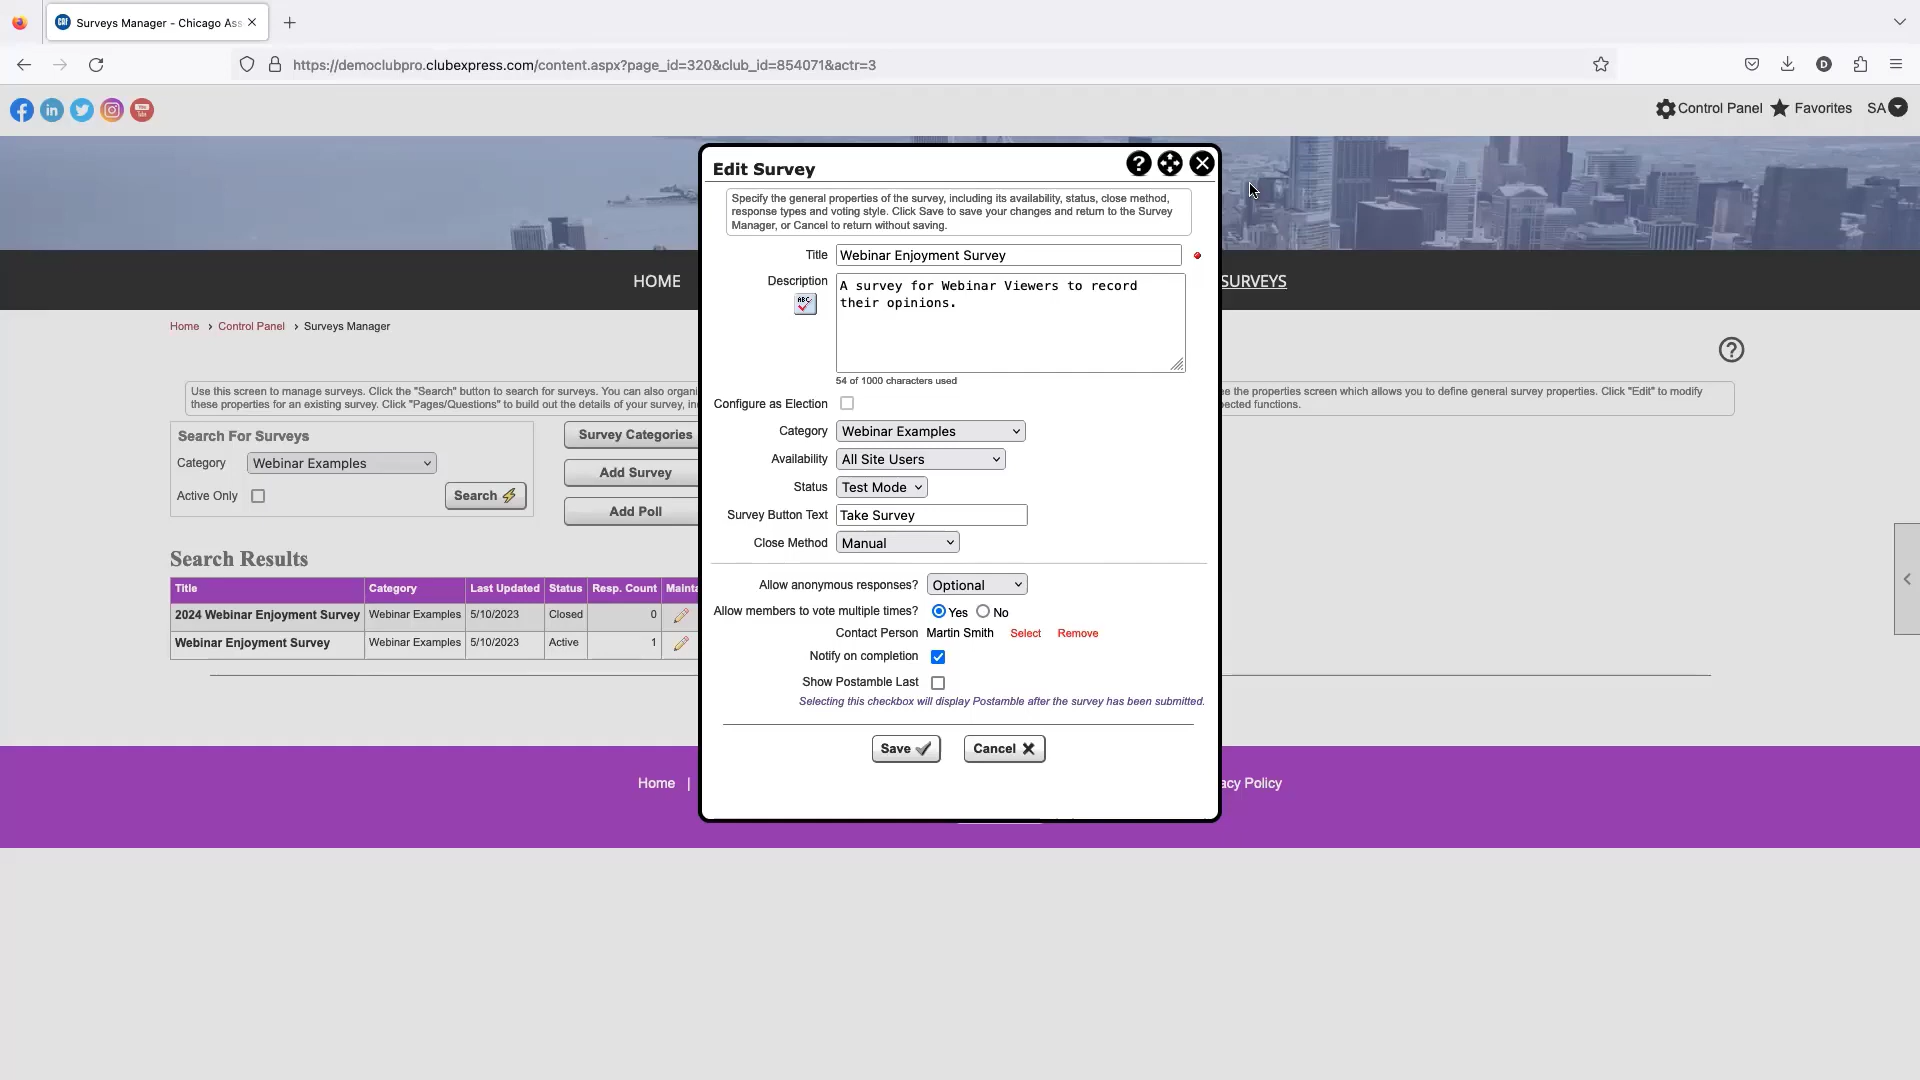 Surveys Manager - Chicago Ass
https://democlubpro.clubexpress.com/content.aspx?page_id=320&club_id=854071&actr=3
Control Panel
Favorites
SA
Edit Survey
Specify the general properties of the survey, including its availability, status, close method,
response types and voting style. Click Save to save your changes and return to the Survey
Manager, or Cancel to return without saving.
Title Webinar Enjoyment Survey
Description
A survey for Webinar Viewers to record
their opinions.
54 of 1000 characters used
Configure as Election
Category Webinar Examples
Availability All Site Users
Status Test Mode
Survey Button Text Take Survey
Close Method Manual
Allow anonymous responses? Optional
Allow members to vote multiple times? Yes No
Contact Person Martin Smith Select Remove
Notify on completion
Show Postamble Last
Selecting this checkbox will display Postamble after the survey has been submitted.
Save
Cancel
HOME
SURVEYS
Home › Control Panel › Surveys Manager
Use this screen to manage surveys. Click the "Search" button to search for surveys. You can also organi
e the properties screen which allows you to define general survey properties. Click "Edit" to modify
these properties for an existing survey. Click "Pages/Questions" to build out the details of your survey, in
ected functions.
Search For Surveys
Category Webinar Examples
Active Only
Search
Survey Categories
Add Survey
Add Poll
Search Results
Title Category Last Updated Status Resp. Count Mainta
2024 Webinar Enjoyment Survey Webinar Examples 5/10/2023 Closed 0
Webinar Enjoyment Survey Webinar Examples 5/10/2023 Active 1
Home |
acy Policy